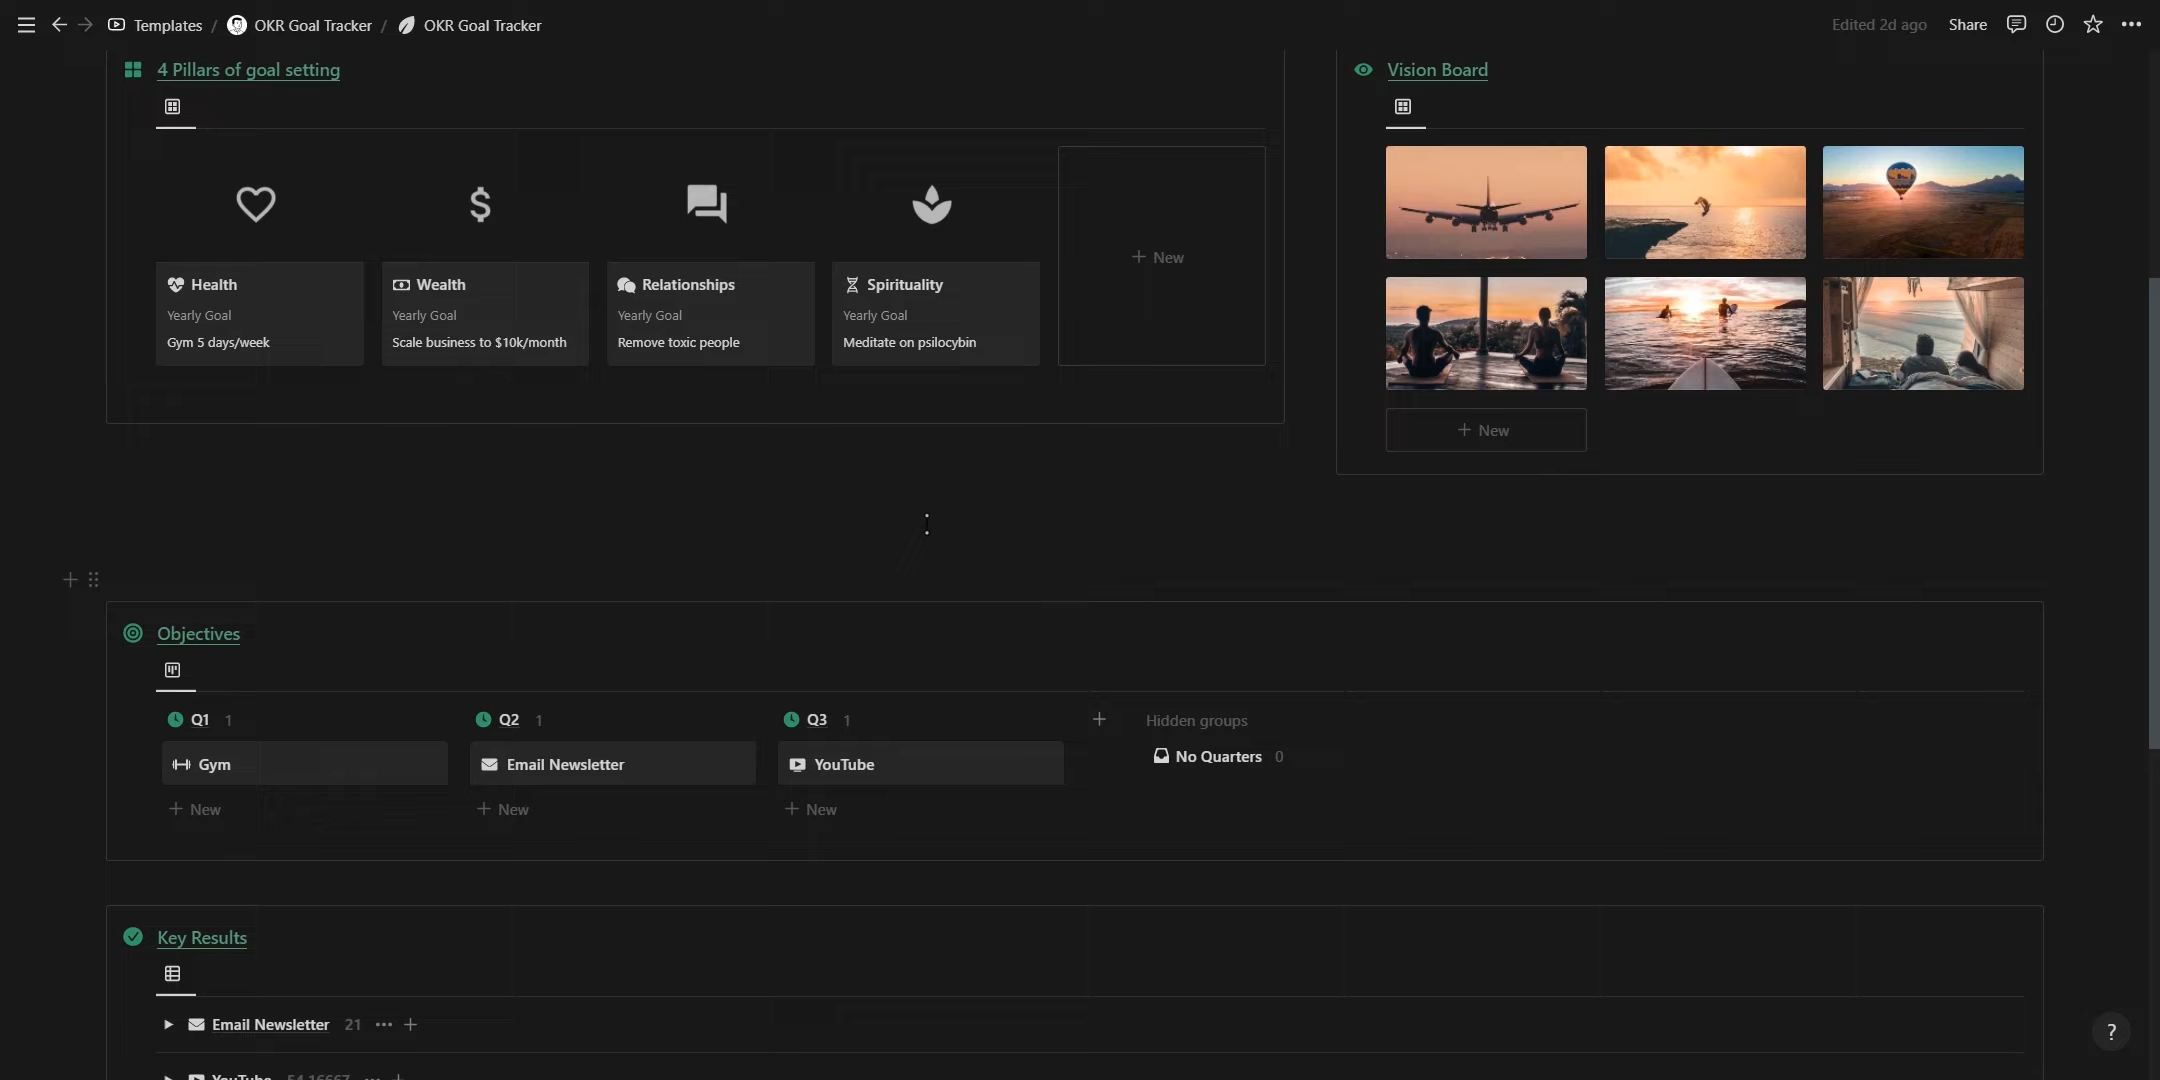 Templates / OKR Goal Tracker / OKR Goal Tracker
Edited 2d ago Share
4 Pillars of goal setting
Health
Yearly Goal
Gym 5 days/week
Wealth
Yearly Goal
Scale business to $10k/month
Relationships
Yearly Goal
Remove toxic people
Spirituality
Yearly Goal
Meditate on psilocybin
+ New
Vision Board
+ New
Objectives
Q1 1
Gym
+ New
Q2 1
Email Newsletter
+ New
Q3 1
YouTube
+ New
Hidden groups
No Quarters 0
Key Results
Email Newsletter 21
YouTube 54.16667
?